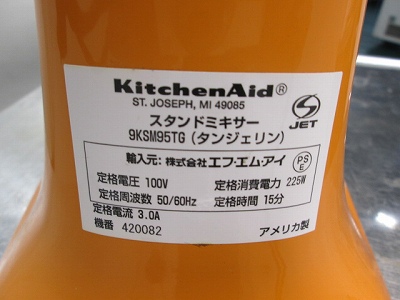 KitchenAid®
ST. JOSEPH, MI 49085
スタンドミキサー
9KSM95TG (タンジェリン)
S
JET
輸入元: 株式会社エフ・エム・アイ
PS
E
定格電圧 100V 定格消費電力 225W
定格周波数 50/60Hz 定格時間 15分
定格電流 3.0A
機番 420082 アメリカ製